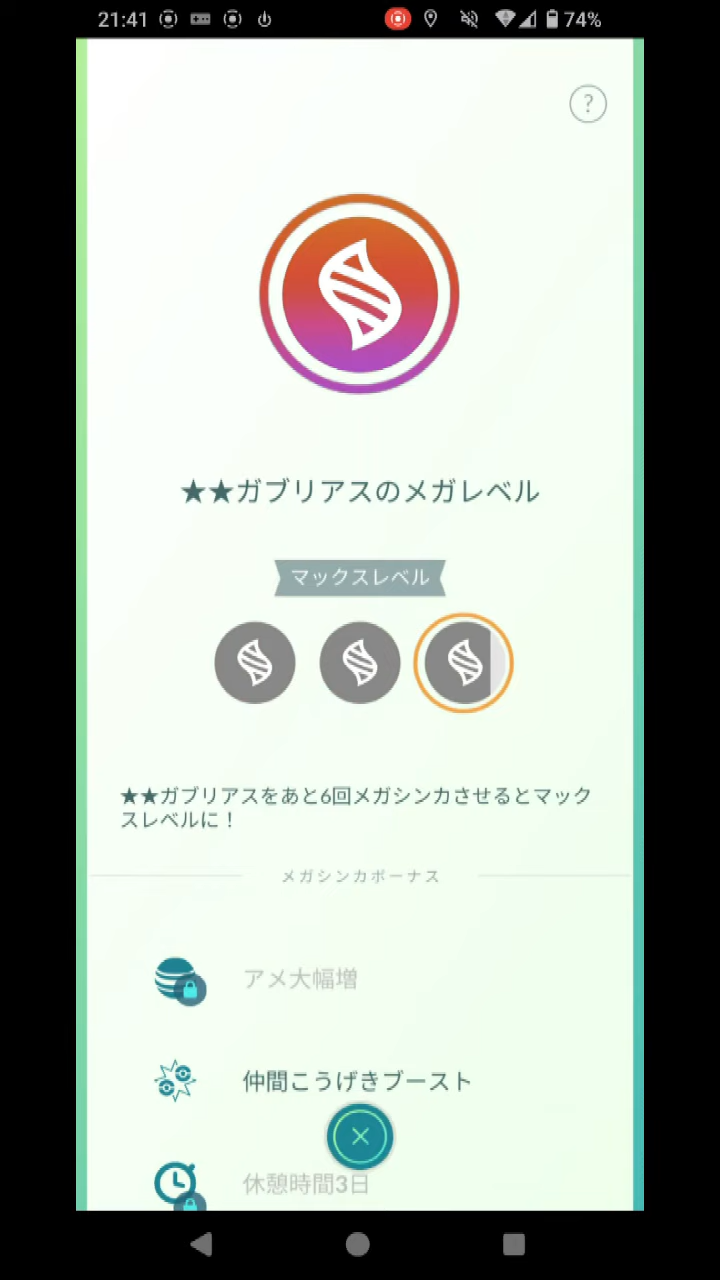 21:41
74%
?
★★ガブリアスのメガレベル
マックスレベル
★★ガブリアスをあと6回メガシンカさせるとマック
スレベルに！
メガシンカボーナス
アメ大幅増
仲間こうげきブースト
休憩時間3日